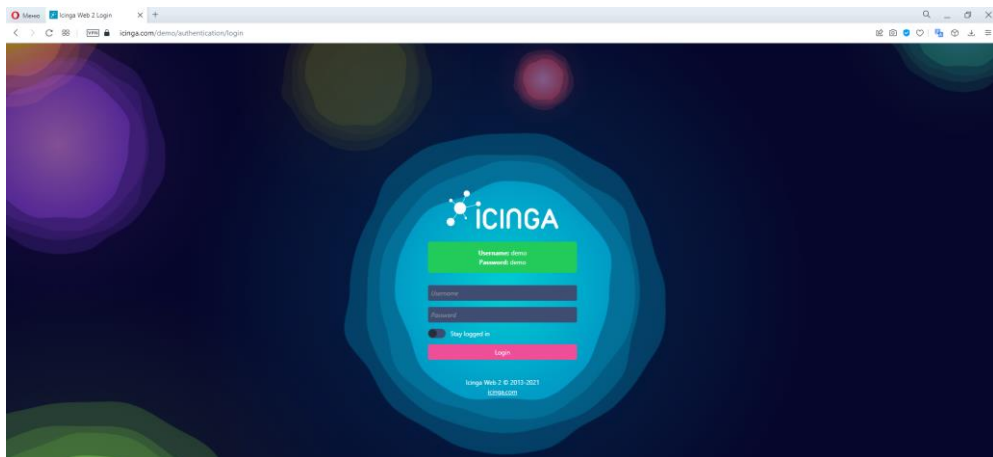 Меню
Icinga Web 2 Login
VPN
icinga.com/demo/authentication/login
icinga
Username: demo
Password: demo
Username
Password
Stay logged in
Login
Icinga Web 2 © 2013-2021
icinga.com